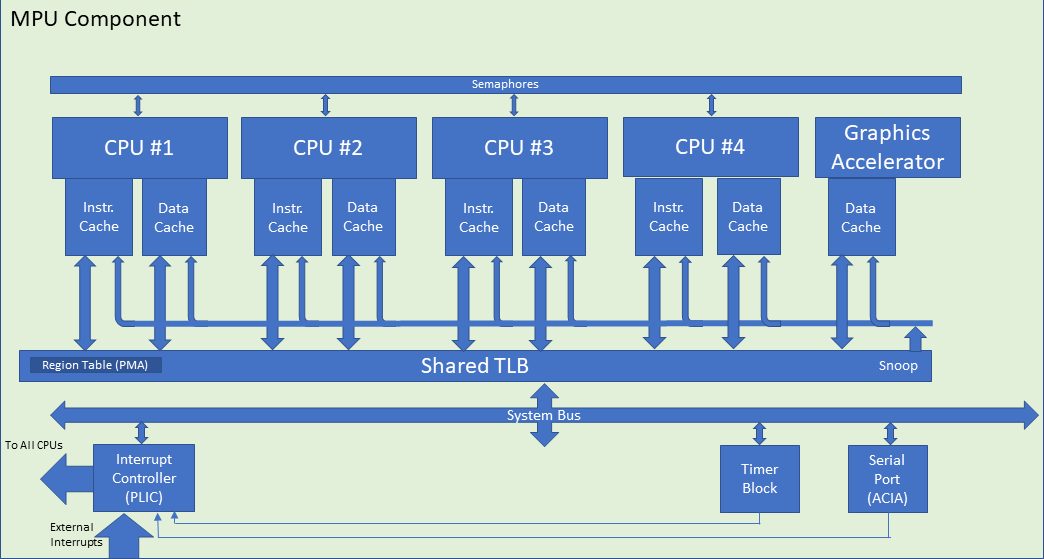 MPU Component
Semaphores
CPU #1
CPU #2
CPU #3
CPU #4
Graphics
Accelerator
Instr.
Cache
Data
Cache
Instr.
Cache
Data
Cache
Instr.
Cache
Data
Cache
Instr.
Cache
Data
Cache
Data
Cache
Region Table (PMA)
Shared TLB
Snoop
System Bus
To All CPUs
Interrupt
Controller
(PLIC)
Timer
Block
Serial
Port
(ACIA)
External
Interrupts